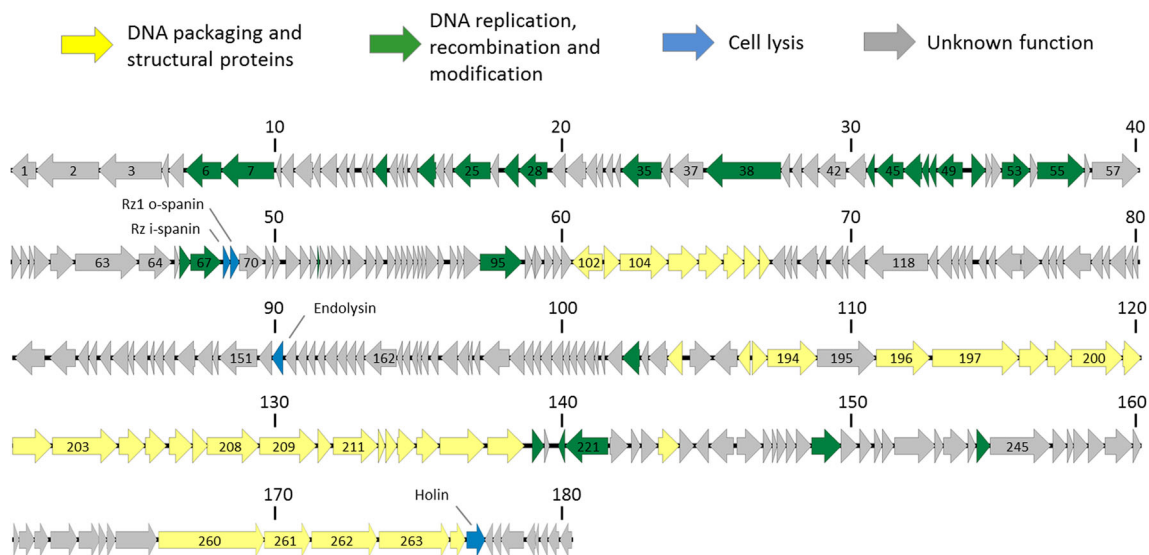 DNA packaging and
structural proteins
DNA replication,
recombination and
modification
Cell lysis
Unknown function
10 20 30 40
1 2 3 6 7 25 28 35 37 38 42 45 49 53 55 57
Rz1 o-spanin
Rz i-spanin
50 60 70 80
63 64 67 70 95 102 104 118
90 100 110 120
Endolysin
151 162 194 195 196 197 200
130 140 150 160
203 208 209 211 221 245
170 180
Holin
260 261 262 263